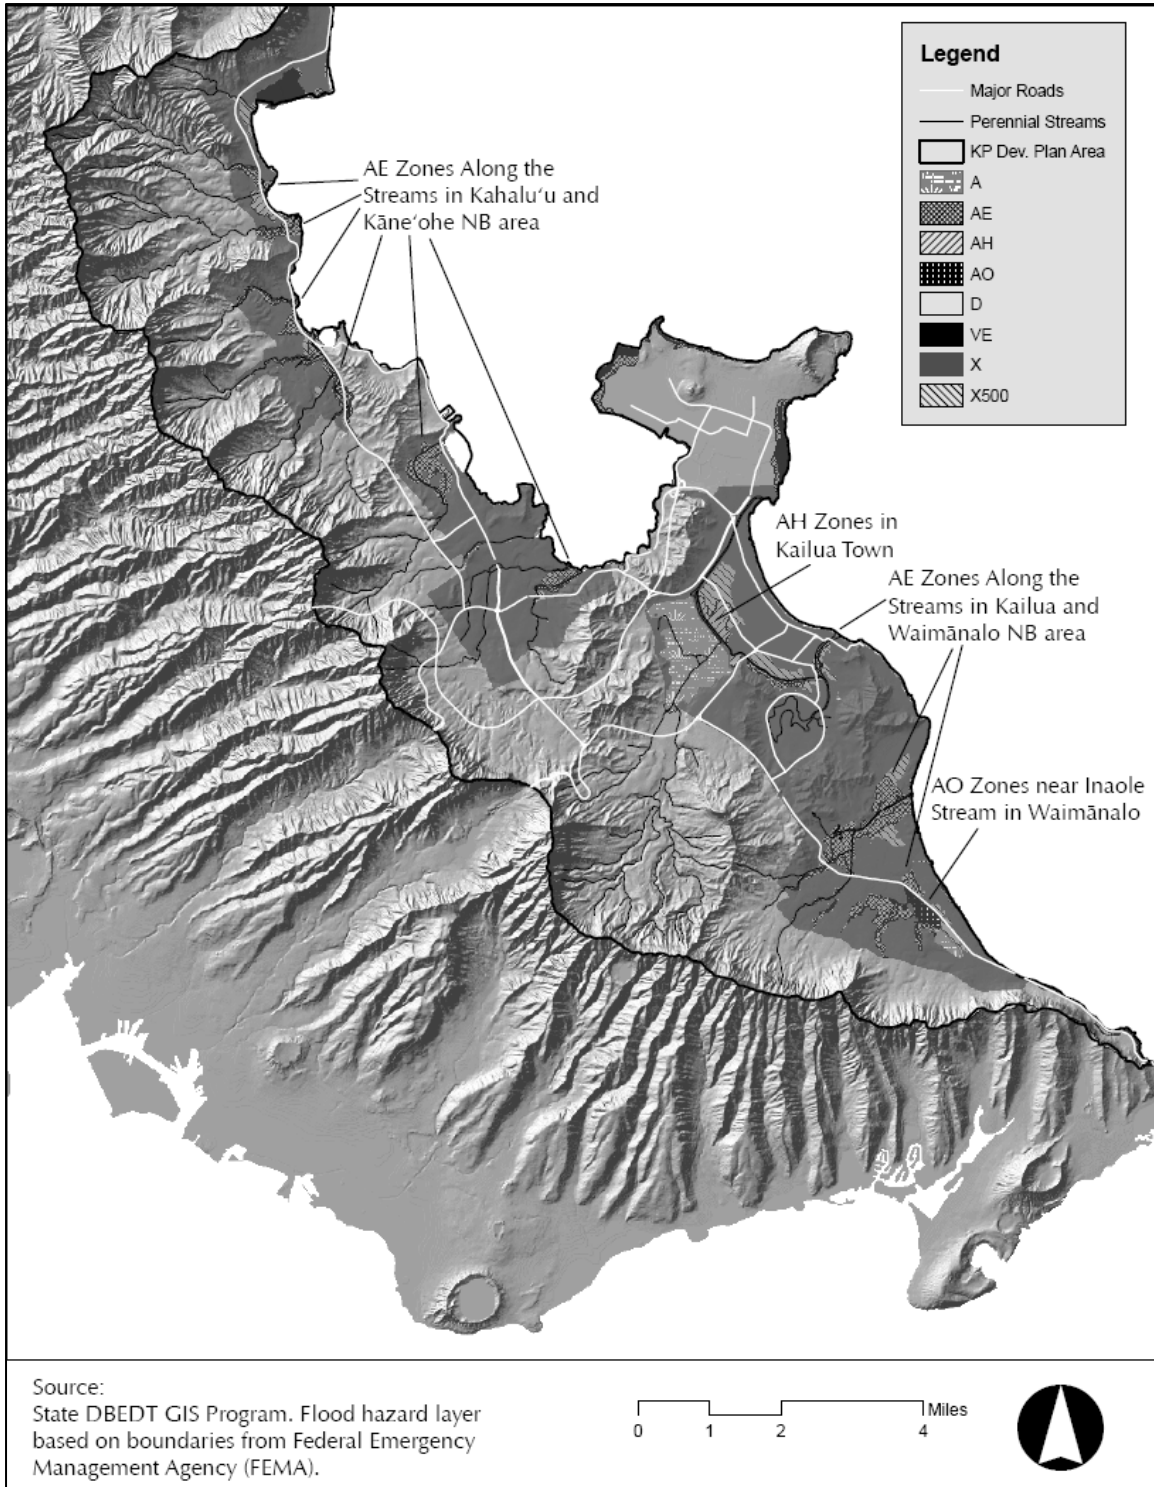 Legend
Major Roads
Perennial Streams
KP Dev. Plan Area
A
AE
AH
AO
D
VE
X
X500
AE Zones Along the
Streams in Kahaluʻu and
Kāneʻohe NB area
AH Zones in
Kailua Town
AE Zones Along the
Streams in Kailua and
Waimānalo NB area
AO Zones near Inaole
Stream in Waimānalo
Source:
State DBEDT GIS Program. Flood hazard layer
based on boundaries from Federal Emergency
Management Agency (FEMA).
Miles
0 1 2 4